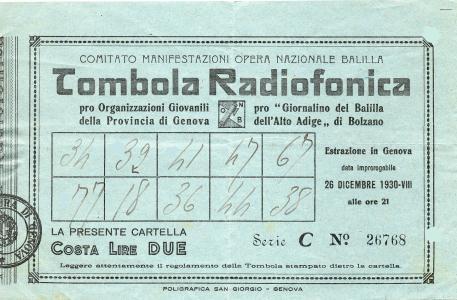 COMITATO MANIFESTAZIONI OPERA NAZIONALE BALILLA
Tombola Radiofonica
pro Organizzazioni Giovanili
della Provincia di Genova
O N B
pro "Giornalino del Balilla
dell'Alto Adige„ di Bolzano
34 39 41 47 67
77 18 36 44 38
Estrazione in Genova
data improrogabile
26 DICEMBRE 1930-VIII
alle ore 21
LA PRESENTE CARTELLA
COSTA LIRE DUE
Serie C No 26768
Leggere attentamente il regolamento della Tombola stampato dietro la cartella.
POLIGRAFICA SAN GIORGIO - GENOVA